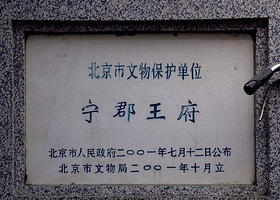 北京市文物保护单位
宁郡王府
北京市人民政府二〇〇一年七月十二日公布
北京市文物局二〇〇一年十月立